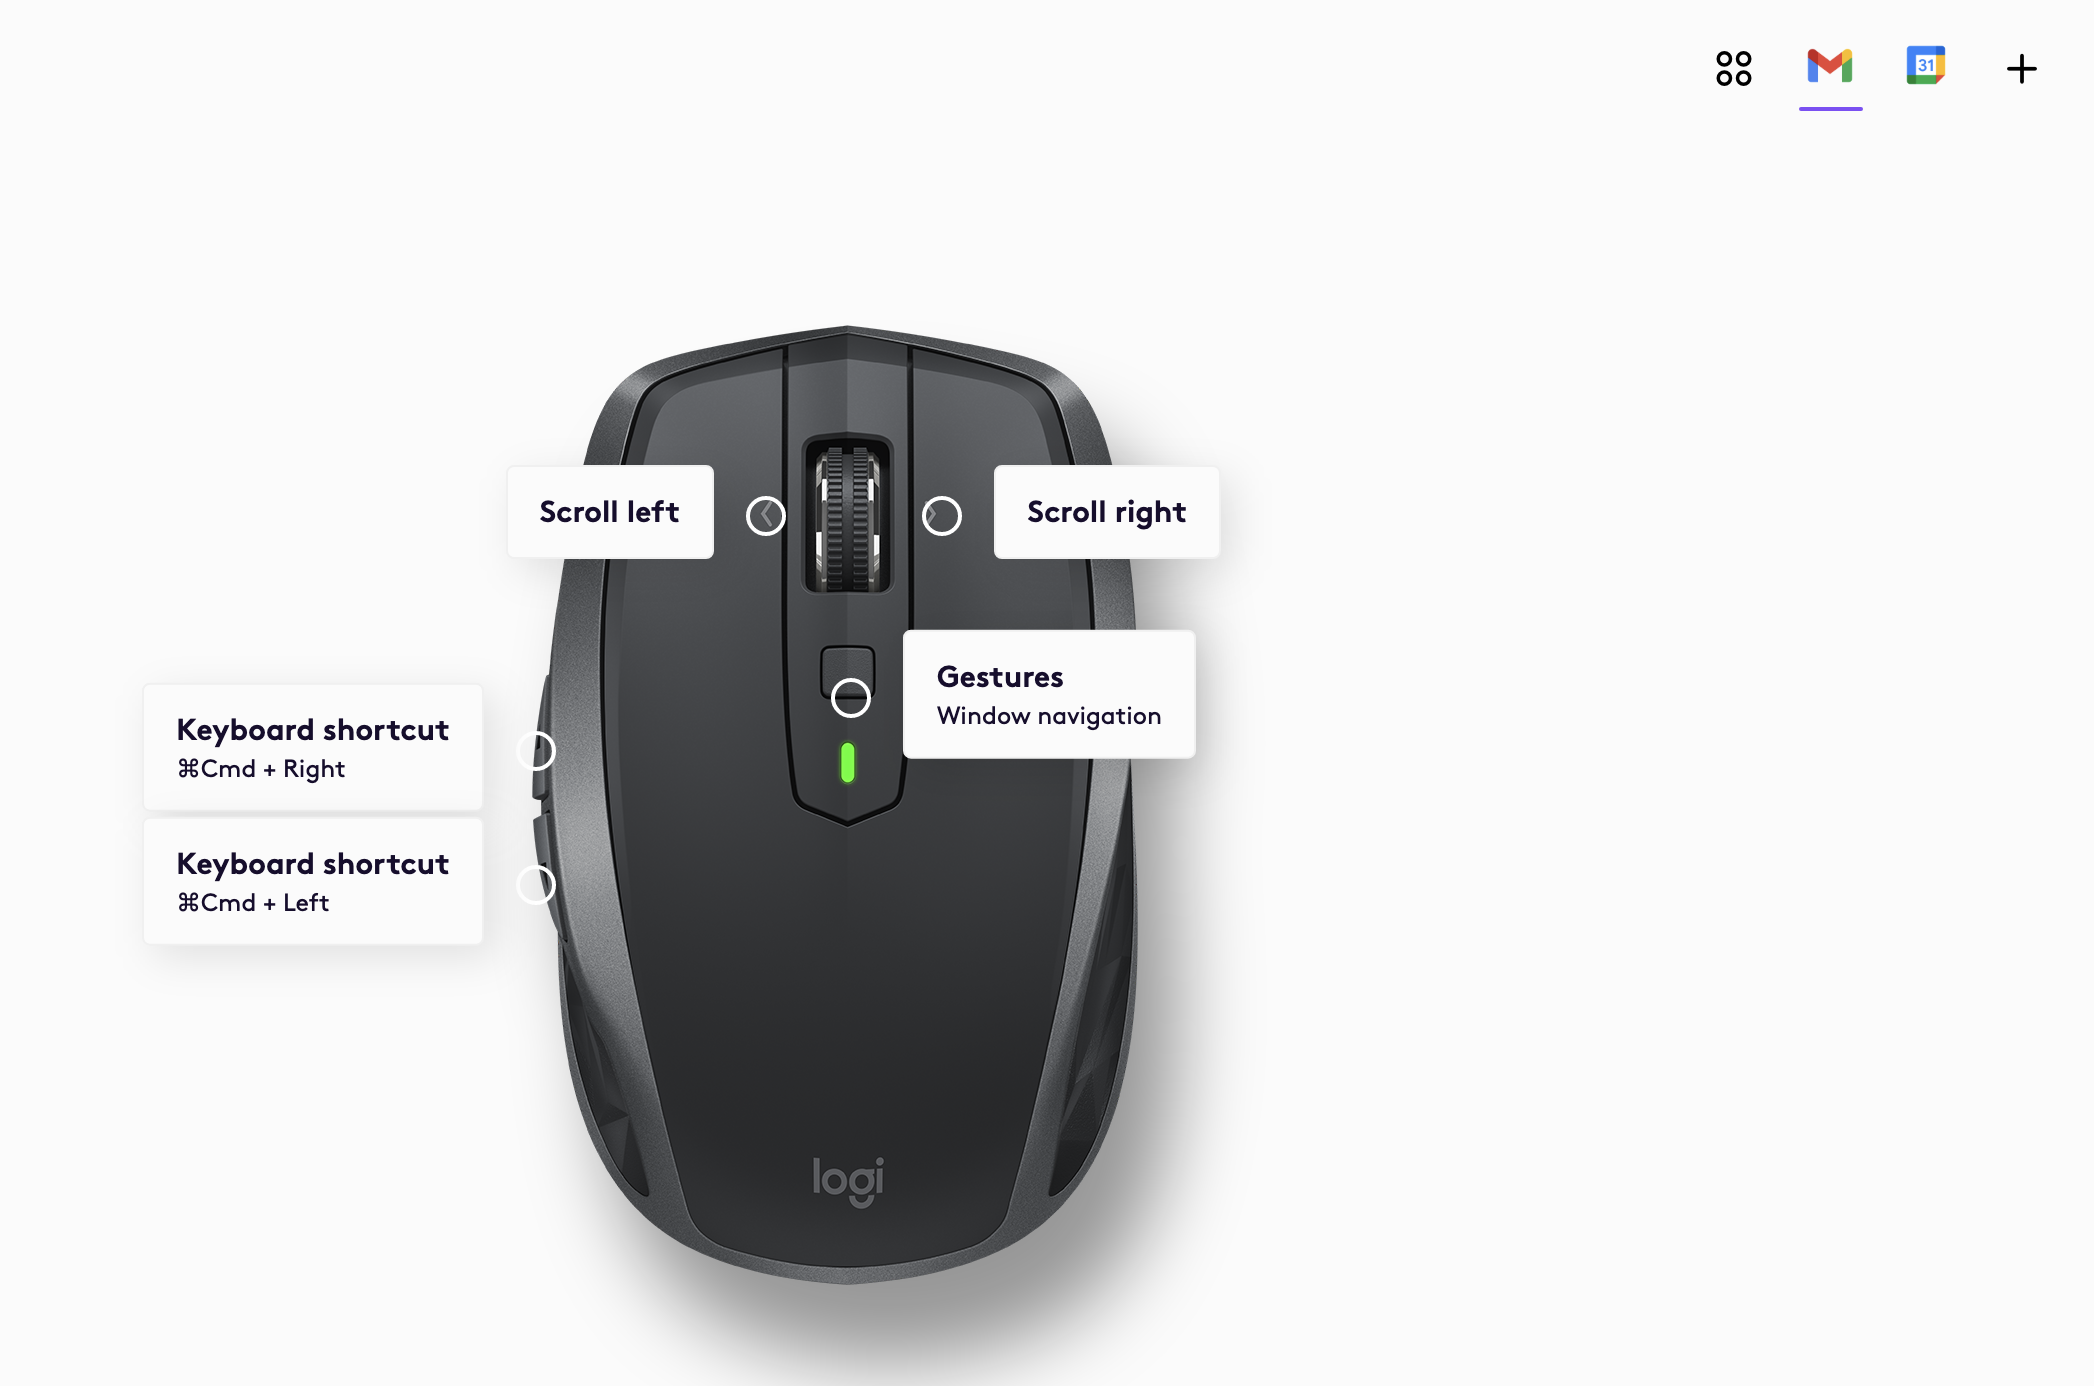 31
Scroll left
Scroll right
Gestures
Window navigation
Keyboard shortcut
⌘Cmd + Right
Keyboard shortcut
⌘Cmd + Left
logi